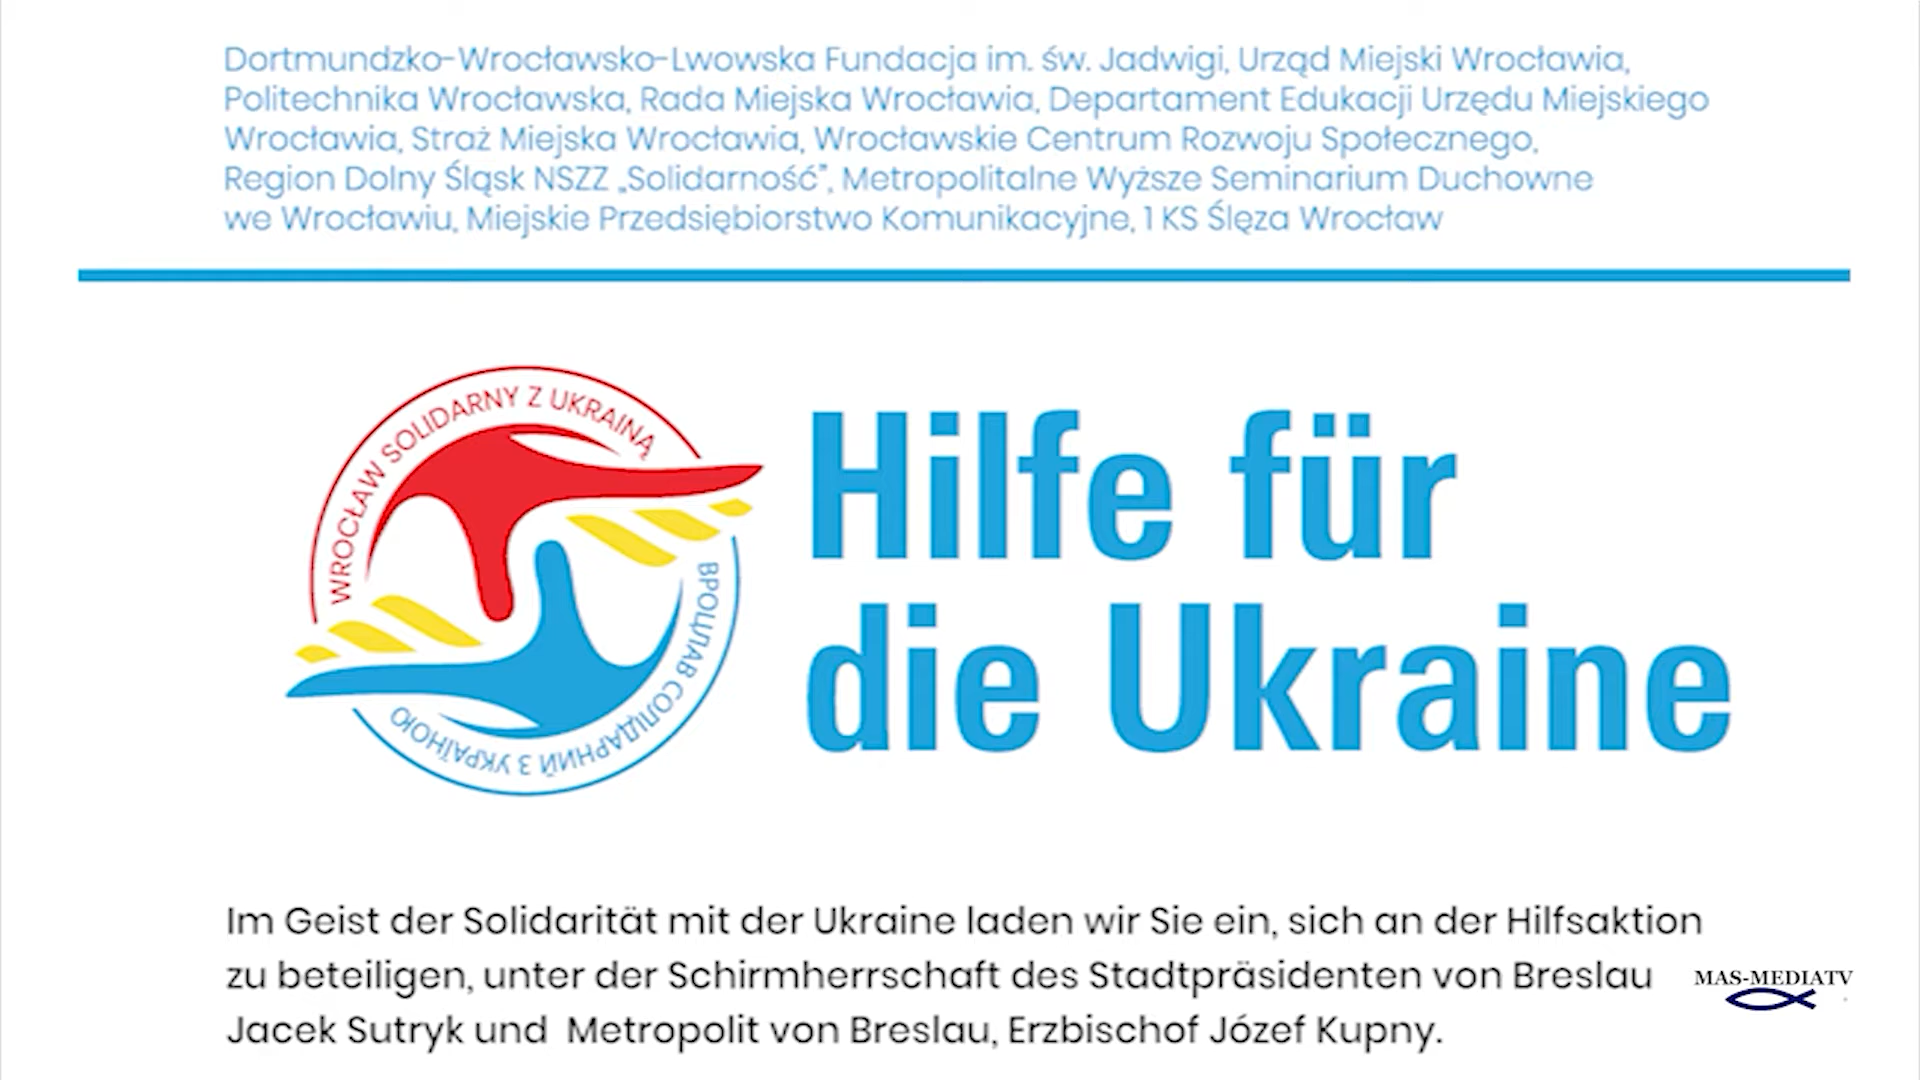 Dortmundzko-Wrocławsko-Lwowska Fundacja im. św. Jadwigi, Urząd Miejski Wrocławia,
Politechnika Wrocławska, Rada Miejska Wrocławia, Departament Edukacji Urzędu Miejskiego
Wrocławia, Straż Miejska Wrocławia, Wrocławskie Centrum Rozwoju Społecznego,
Region Dolny Śląsk NSZZ „Solidarność”, Metropolitalne Wyższe Seminarium Duchowne
we Wrocławiu, Miejskie Przedsiębiorstwo Komunikacyjne, 1 KS Ślęza Wrocław
WROCŁAW SOLIDARNY Z UKRAINĄ
ВРОЦЛАВ СОЛІДАРНИЙ З УКРАЇНОЮ
Hilfe für
die Ukraine
Im Geist der Solidarität mit der Ukraine laden wir Sie ein, sich an der Hilfsaktion
zu beteiligen, unter der Schirmherrschaft des Stadtpräsidenten von Breslau
Jacek Sutryk und  Metropolit von Breslau, Erzbischof Józef Kupny.
MAS-MEDIATV